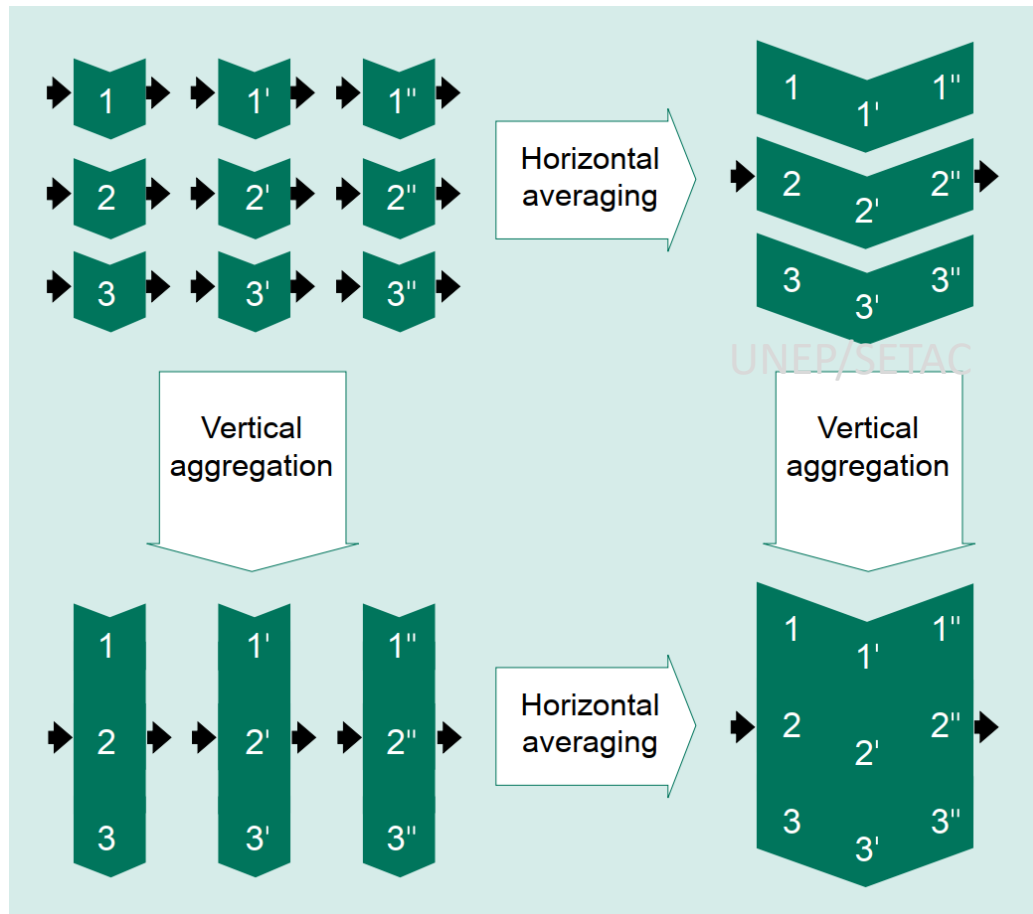 1 1' 1"
2 2' 2"
3 3' 3"
Horizontal
averaging
1 1' 1"
2 2' 2"
3 3' 3"
UNEP/SETAC
Vertical
aggregation
Vertical
aggregation
1 1' 1"
2 2' 2"
3 3' 3"
Horizontal
averaging
1 1' 1"
2 2' 2"
3 3' 3"